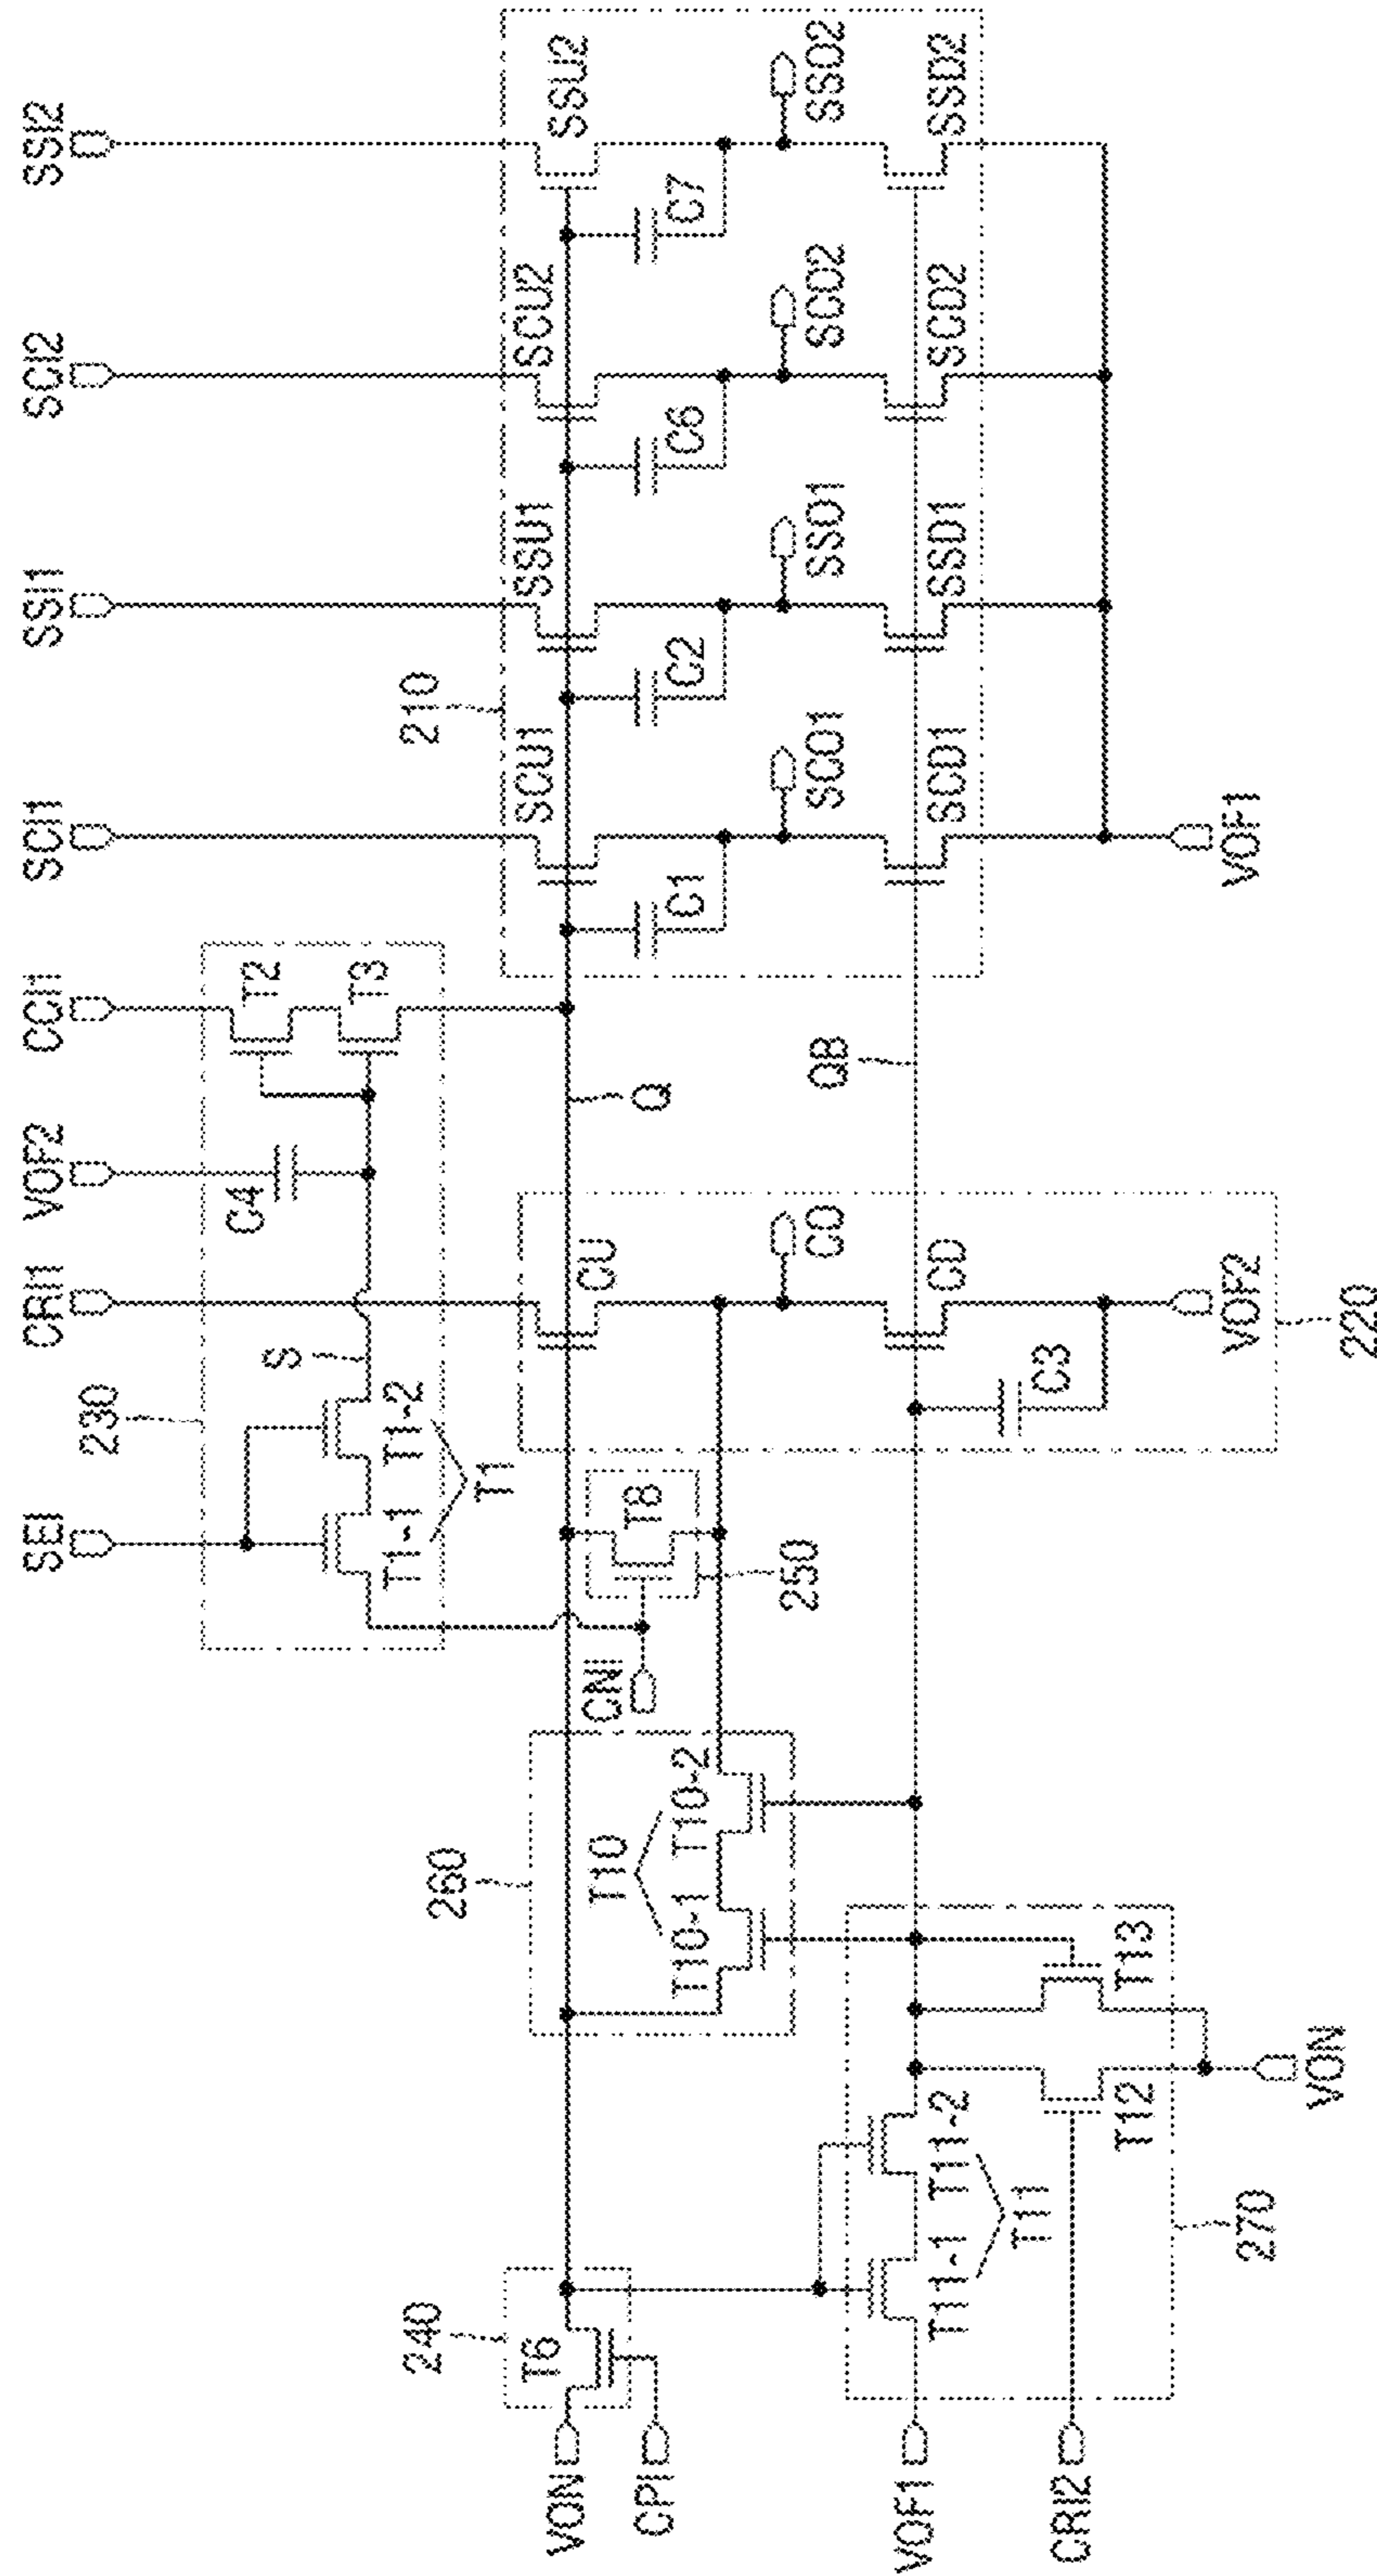 SEI
CRI1
VOF2
CCI1
SCI1
SSI1
SCI2
SSI2
230
T1-1
T1-2
T1
S
C4
T2
T3
210
SCU1
SSU1
SCU2
SSU2
C1
C2
C6
C7
SCO1
SSO1
SCO2
SSO2
SCD1
SSD1
SCD2
SSD2
VOF1
240
VON
T6
CPI
260
T10
T10-1
T10-2
CNI
T8
250
CU
CO
CD
C3
VOF2
220
Q
QB
VOF1
T11-1
T11-2
T11
CRI2
T12
T13
VON
270